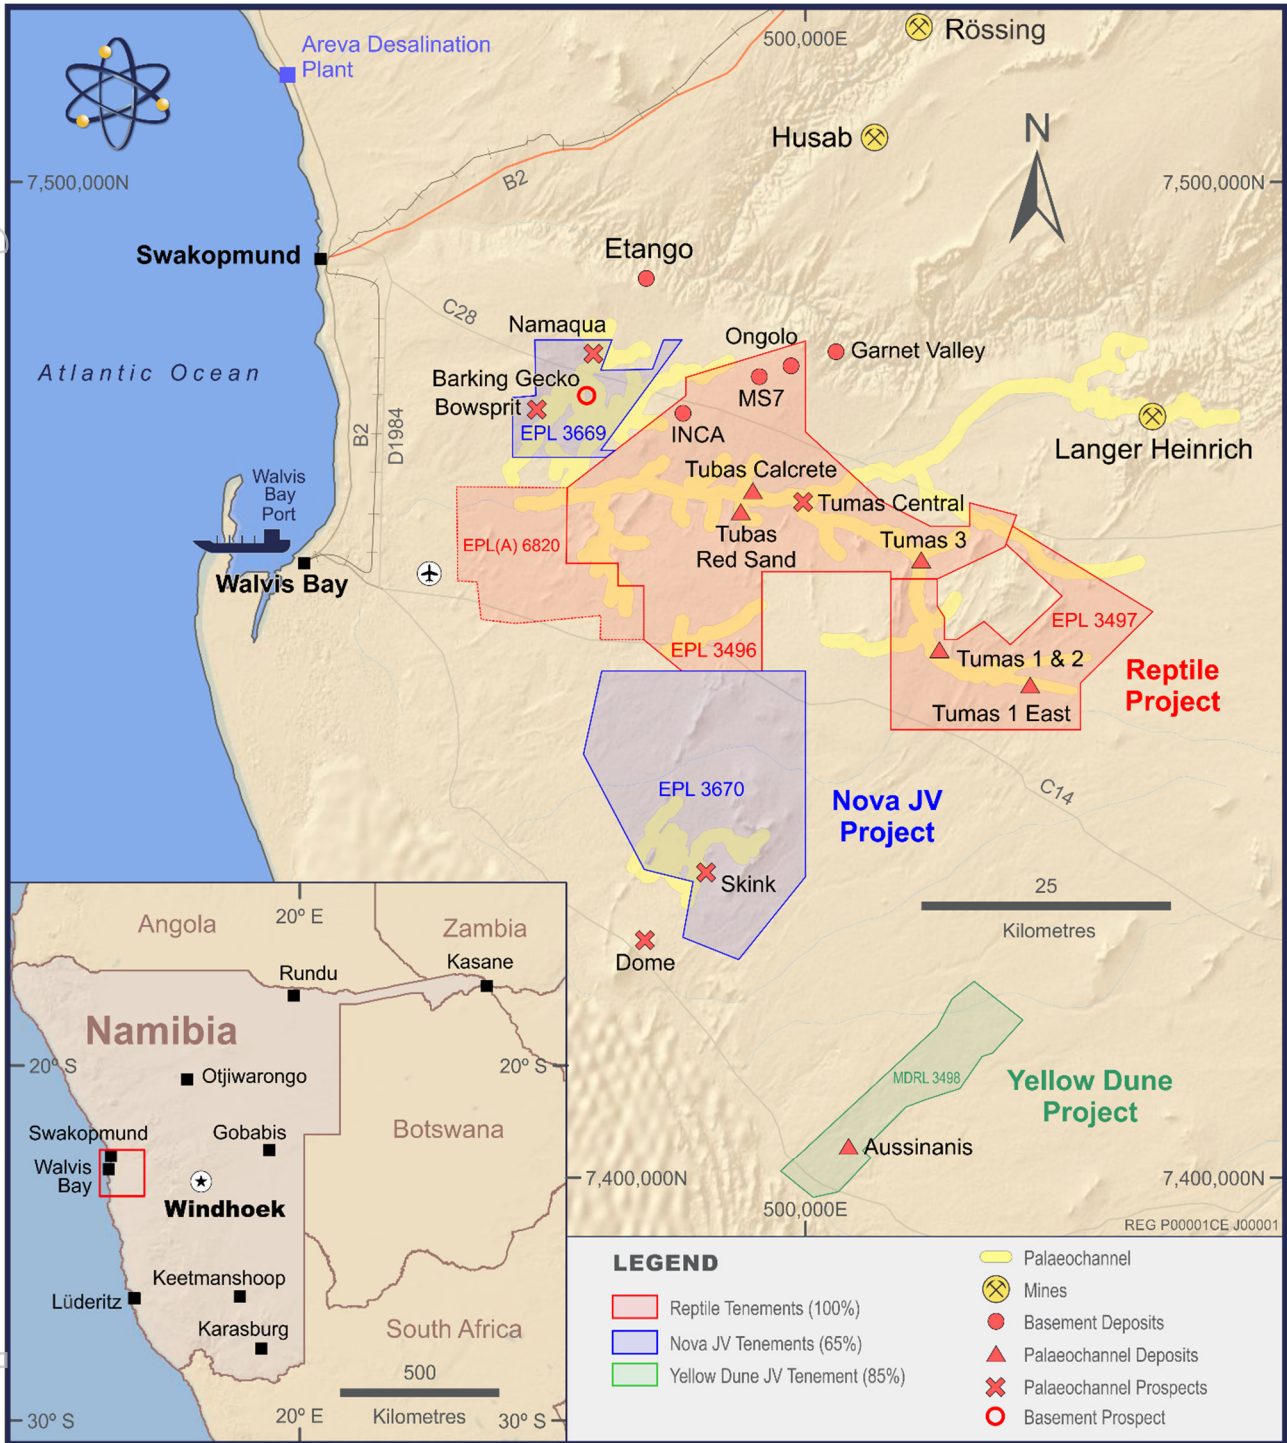 Areva Desalination
Plant
500,000E
Rössing
Husab
N
7,500,000N
7,500,000N
B2
Swakopmund
Etango
C28
Namaqua
Ongolo
Garnet Valley
Atlantic Ocean
Barking Gecko
MS7
Bowsprit
B2
D1984
EPL 3669
INCA
Langer Heinrich
Tubas Calcrete
Walvis
Bay
Port
Tumas Central
Tubas
Red Sand
Tumas 3
EPL(A) 6820
Walvis Bay
EPL 3497
EPL 3496
Tumas 1 & 2
Reptile
Project
Tumas 1 East
EPL 3670
Nova JV
Project
C14
Skink
25
Kilometres
Dome
MDRL 3498
Yellow Dune
Project
Aussinanis
7,400,000N
7,400,000N
500,000E
REG P00001CE J00001
Angola
20° E
Zambia
Rundu
Kasane
Namibia
20° S
20° S
Otjiwarongo
Swakopmund
Gobabis
Botswana
Walvis
Bay
Windhoek
Keetmanshoop
Lüderitz
Karasburg
South Africa
500
Kilometres
30° S
20° E
30° S
LEGEND
Reptile Tenements (100%)
Nova JV Tenements (65%)
Yellow Dune JV Tenement (85%)
Palaeochannel
Mines
Basement Deposits
Palaeochannel Deposits
Palaeochannel Prospects
Basement Prospect